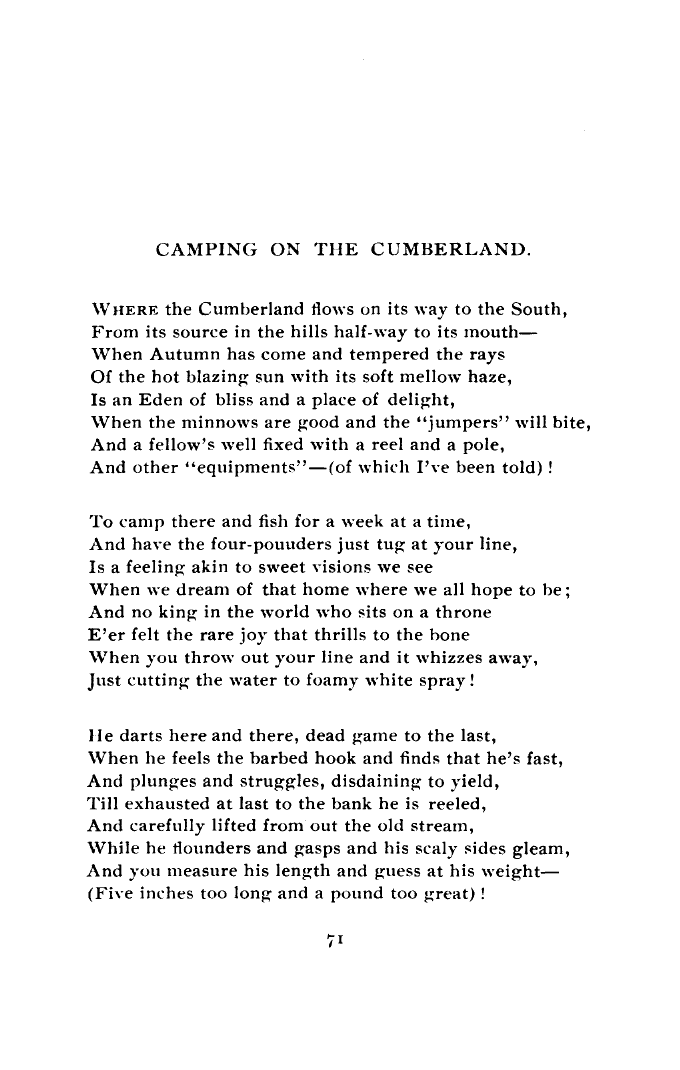 CAMPING ON THE CUMBERLAND.
WHERE the Cumberland flows on its way to the South,
From its source in the hills half-way to its mouth—
When Autumn has come and tempered the rays
Of the hot blazing sun with its soft mellow haze,
Is an Eden of bliss and a place of delight,
When the minnows are good and the “jumpers” will bite,
And a fellow's well fixed with a reel and a pole,
And other “equipments”—(of which I've been told) !
To camp there and fish for a week at a time,
And have the four-pouuders just tug at your line,
Is a feeling akin to sweet visions we see
When we dream of that home where we all hope to be ;
And no king in the world who sits on a throne
E'er felt the rare joy that thrills to the bone
When you throw out your line and it whizzes away,
Just cutting the water to foamy white spray !
He darts here and there, dead game to the last,
When he feels the barbed hook and finds that he's fast,
And plunges and struggles, disdaining to yield,
Till exhausted at last to the bank he is reeled,
And carefully lifted from out the old stream,
While he flounders and gasps and his scaly sides gleam,
And you measure his length and guess at his weight—
(Five inches too long and a pound too great) !
71